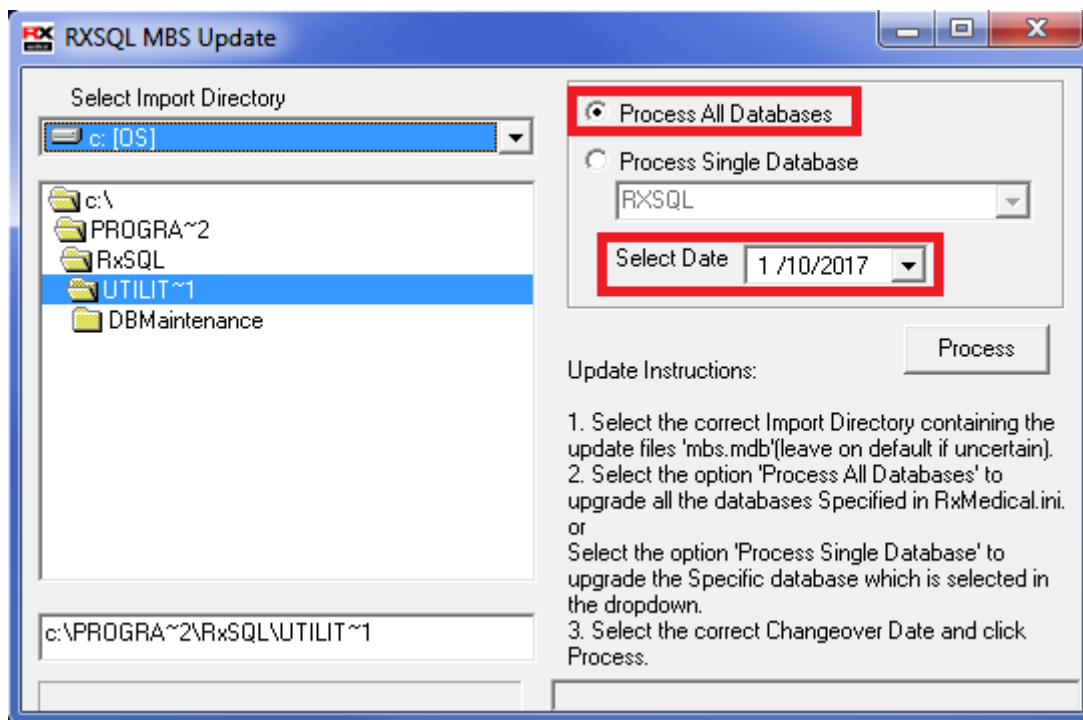 RX
RXSQL MBS Update
Select Import Directory
c: [OS]
c:\
PROGRA~2
RxSQL
UTILIT~1
DBMaintenance
c:\PROGRA~2\RxSQL\UTILIT~1
Process All Databases
Process Single Database
RXSQL
Select Date
1 /10/2017
Process
Update Instructions:
1. Select the correct Import Directory containing the
update files 'mbs.mdb'(leave on default if uncertain).
2. Select the option 'Process All Databases' to
upgrade all the databases Specified in RxMedical.ini.
or
Select the option 'Process Single Database' to
upgrade the Specific database which is selected in
the dropdown.
3. Select the correct Changeover Date and click
Process.